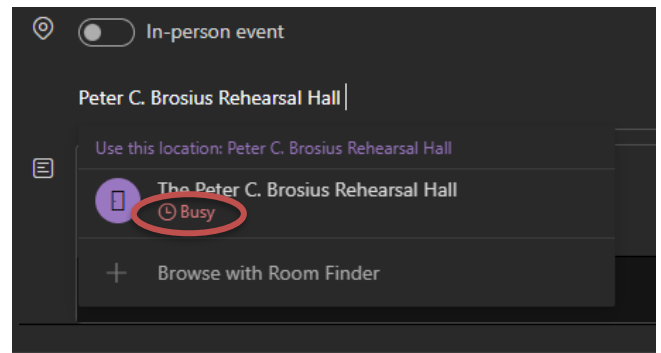 In-person event
Peter C. Brosius Rehearsal Hall
Use this location: Peter C. Brosius Rehearsal Hall
The Peter C. Brosius Rehearsal Hall
Busy
Browse with Room Finder